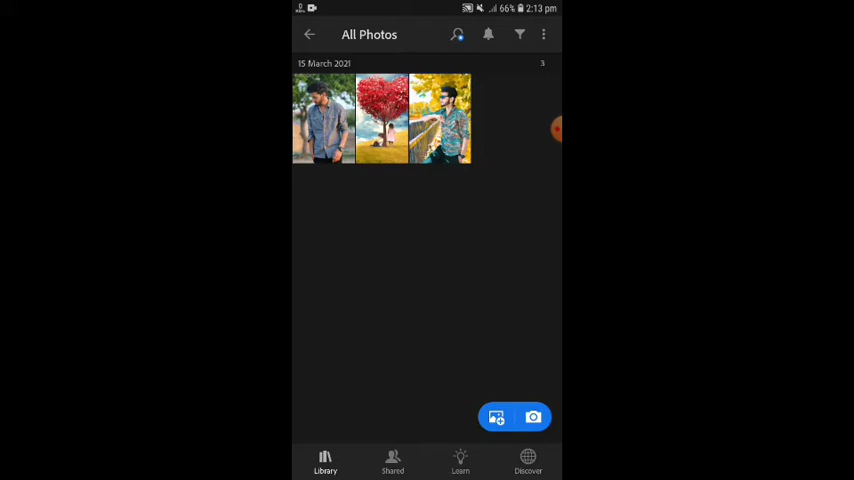 66% 2:13 pm
All Photos
15 March 2021 3
Library Shared Learn Discover